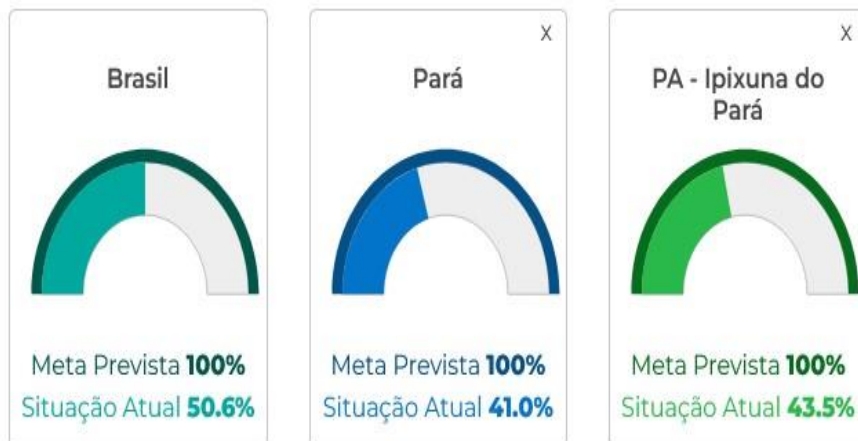 Brasil
Meta Prevista 100%
Situação Atual 50.6%
X
Pará
Meta Prevista 100%
Situação Atual 41.0%
X
PA - Ipixuna do
Pará
Meta Prevista 100%
Situação Atual 43.5%